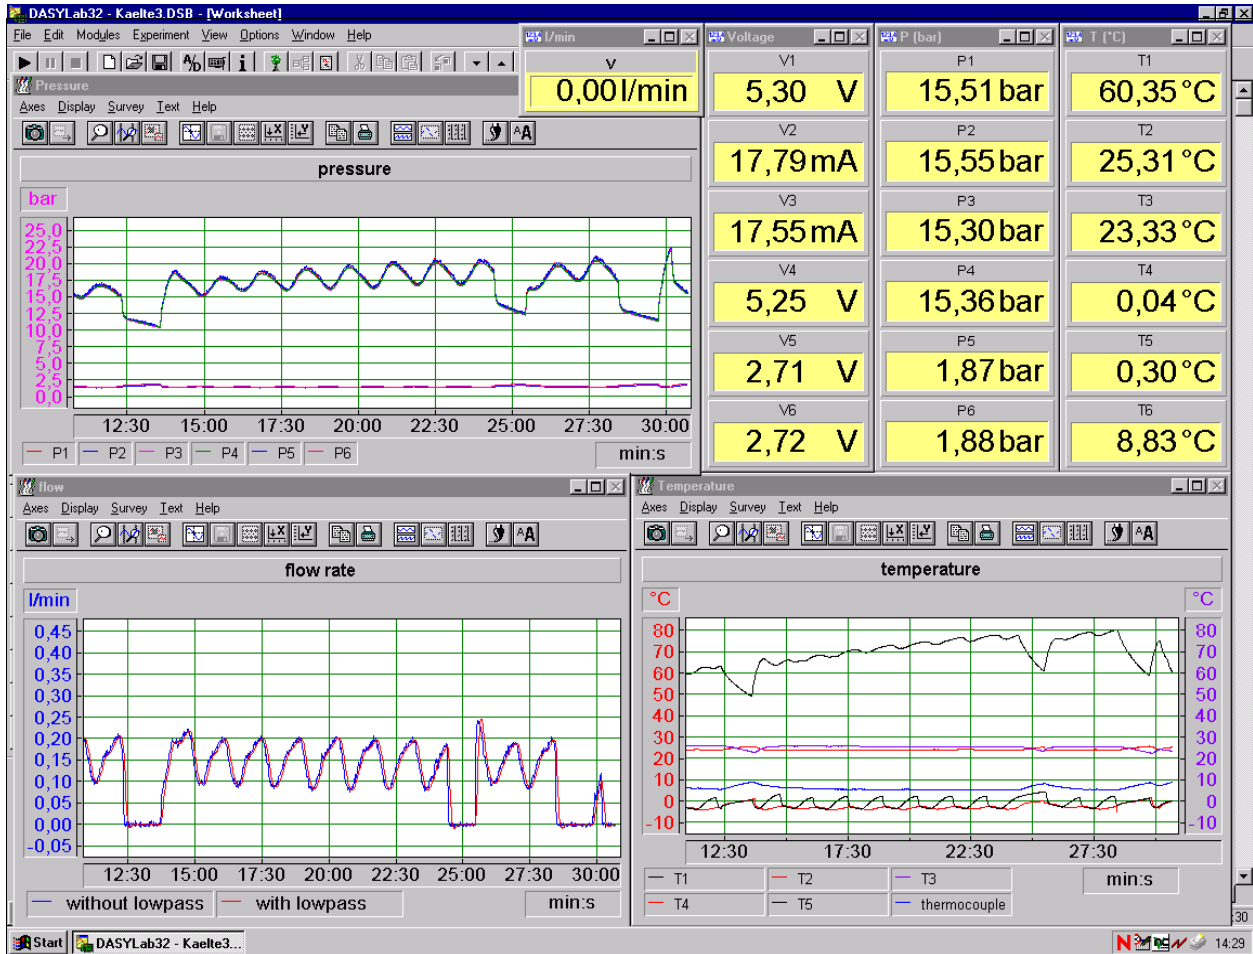 DASYLab32 - Kaelte3.DSB - [Worksheet]
File Edit Modules Experiment View Options Window Help
Pressure
Axes Display Survey Text Help
pressure
bar
25,0
22,5
20,0
17,5
15,0
12,5
10,0
7,5
5,0
2,5
0,0
12:30 15:00 17:30 20:00 22:30 25:00 27:30 30:00
P1 P2 P3 P4 P5 P6
min:s
l/min
v
0,00 l/min
Voltage
V1
5,30 V
V2
17,79 mA
V3
17,55 mA
V4
5,25 V
V5
2,71 V
V6
2,72 V
P (bar)
P1
15,51 bar
P2
15,55 bar
P3
15,30 bar
P4
15,36 bar
P5
1,87 bar
P6
1,88 bar
T (°C)
T1
60,35 °C
T2
25,31 °C
T3
23,33 °C
T4
0,04 °C
T5
0,30 °C
T6
8,83 °C
flow
Axes Display Survey Text Help
flow rate
l/min
0,45
0,40
0,35
0,30
0,25
0,20
0,15
0,10
0,05
0,00
-0,05
12:30 15:00 17:30 20:00 22:30 25:00 27:30 30:00
without lowpass with lowpass
min:s
Temperature
Axes Display Survey Text Help
temperature
°C °C
80 80
70 70
60 60
50 50
40 40
30 30
20 20
10 10
0 0
-10 -10
12:30 17:30 22:30 27:30
T1 T2 T3
min:s
T4 T5 thermocouple
:30
Start DASYLab32 - Kaelte3... 14:29